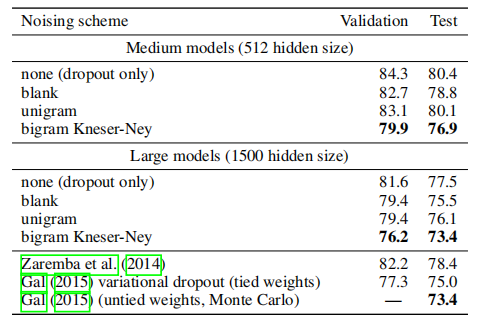 Noising scheme Validation Test
Medium models (512 hidden size)
none (dropout only) 84.3 80.4
blank 82.7 78.8
unigram 83.1 80.1
bigram Kneser-Ney 79.9 76.9
Large models (1500 hidden size)
none (dropout only) 81.6 77.5
blank 79.4 75.5
unigram 79.4 76.1
bigram Kneser-Ney 76.2 73.4
Zaremba et al. (2014) 82.2 78.4
Gal (2015) variational dropout (tied weights) 77.3 75.0
Gal (2015) (untied weights, Monte Carlo) — 73.4